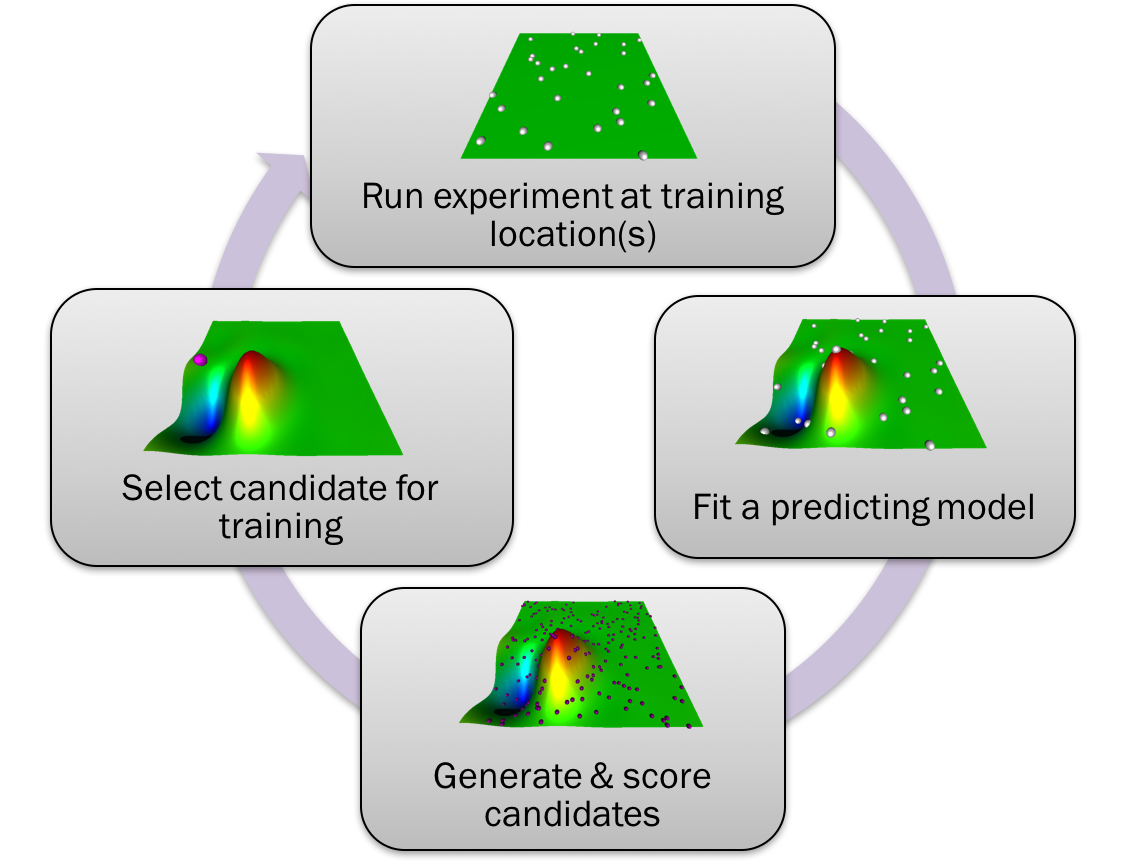 Run experiment at training
location(s)
Select candidate for
training
Fit a predicting model
Generate & score
candidates